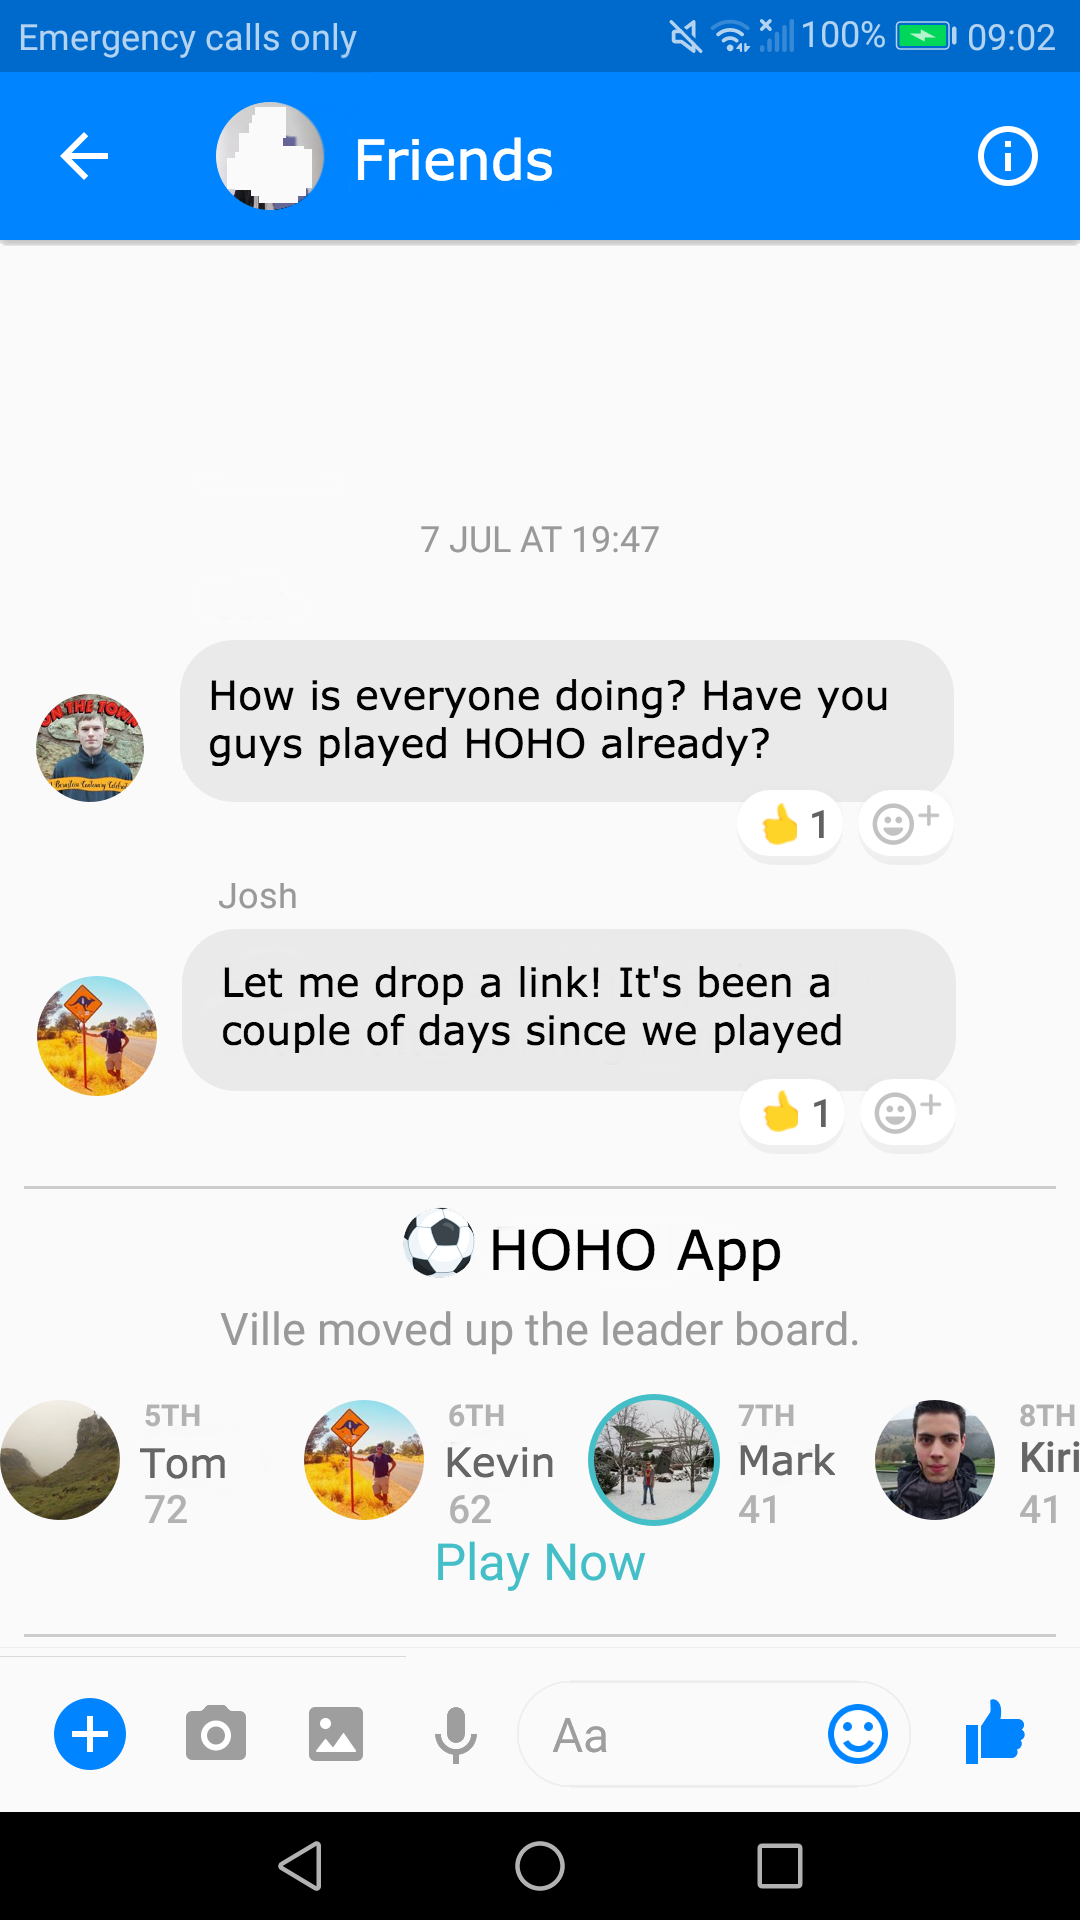 Emergency calls only 100% 09:02
Friends
7 JUL AT 19:47
How is everyone doing? Have you
guys played HOHO already?
1
Josh
Let me drop a link! It's been a
couple of days since we played
1
HOHO App
Ville moved up the leader board.
5TH
Tom
72
6TH
Kevin
62
7TH
Mark
41
8TH
Kiri
41
Play Now
Aa
ON THE TOWN